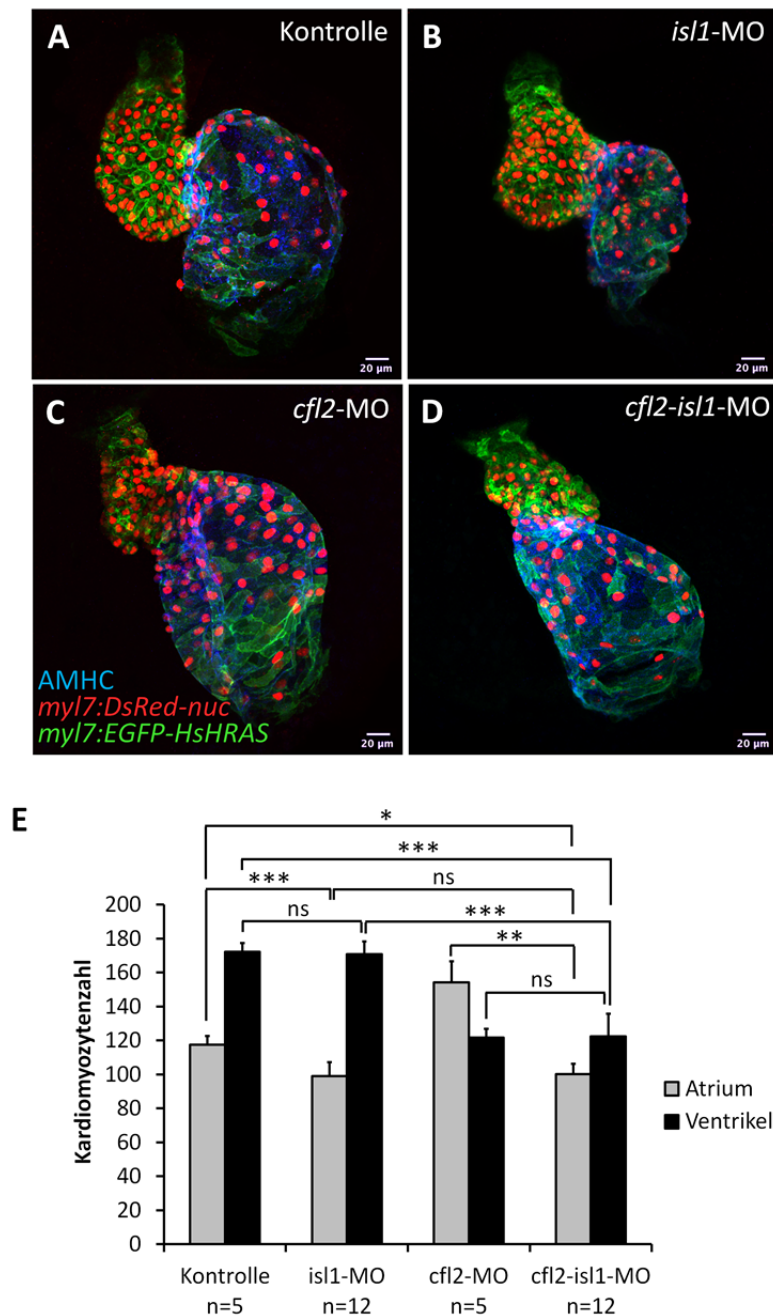 A
Kontrolle
20 µm
B
isl1-MO
20 µm
C
cfl2-MO
AMHC
myl7:DsRed-nuc
myl7:EGFP-HsHRAS
20 µm
D
cfl2-isl1-MO
20 µm
E
*
***
***
ns
ns
***
**
ns
Kardiomyozytenzahl
200
180
160
140
120
100
80
60
40
20
0
Atrium
Ventrikel
Kontrolle isl1-MO cfl2-MO cfl2-isl1-MO
n=5 n=12 n=5 n=12